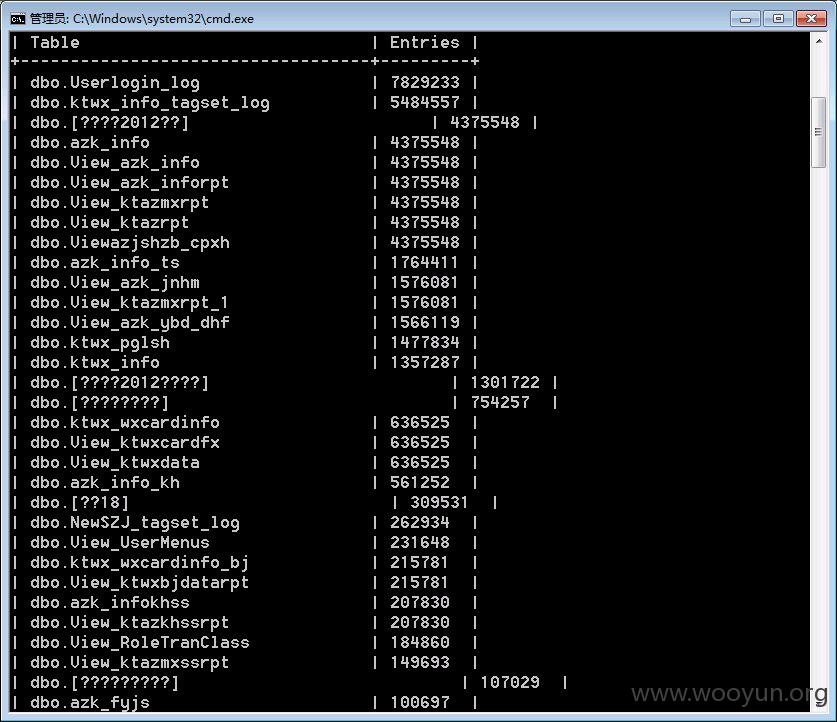 管理员: C:\Windows\system32\cmd.exe
| Table | Entries |
+-----------------------------------+---------+
| dbo.Userlogin_log | 7829233 |
| dbo.ktwx_info_tagset_log | 5484557 |
| dbo.[????2012??] | 4375548 |
| dbo.azk_info | 4375548 |
| dbo.View_azk_info | 4375548 |
| dbo.View_azk_inforpt | 4375548 |
| dbo.View_ktazmxrpt | 4375548 |
| dbo.View_ktazrpt | 4375548 |
| dbo.Viewazjshzb_cpxh | 4375548 |
| dbo.azk_info_ts | 1764411 |
| dbo.View_azk_jnhm | 1576081 |
| dbo.View_ktazmxrpt_1 | 1576081 |
| dbo.View_azk_ybd_dhf | 1566119 |
| dbo.ktwx_pglsh | 1477834 |
| dbo.ktwx_info | 1357287 |
| dbo.[????2012????] | 1301722 |
| dbo.[????????] | 754257 |
| dbo.ktwx_wxcardinfo | 636525 |
| dbo.View_ktwxcardfx | 636525 |
| dbo.View_ktwxdata | 636525 |
| dbo.azk_info_kh | 561252 |
| dbo.[??18] | 309531 |
| dbo.NewSZJ_tagset_log | 262934 |
| dbo.View_UserMenus | 231648 |
| dbo.ktwx_wxcardinfo_bj | 215781 |
| dbo.View_ktwxbjdatarpt | 215781 |
| dbo.azk_infokhss | 207830 |
| dbo.View_ktazkhssrpt | 207830 |
| dbo.View_RoleTranClass | 184860 |
| dbo.View_ktazmxssrpt | 149693 |
| dbo.[?????????] | 107029 |
| dbo.azk_fyjs | 100697 |
www.wooyun.org